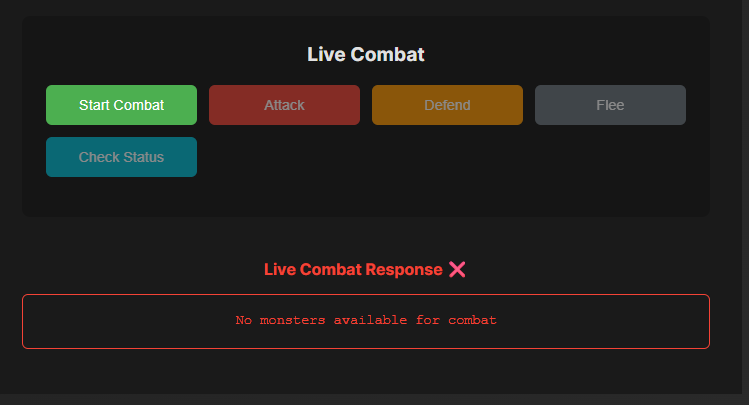 Live Combat
Start Combat Attack Defend Flee
Check Status
Live Combat Response ❌
No monsters available for combat